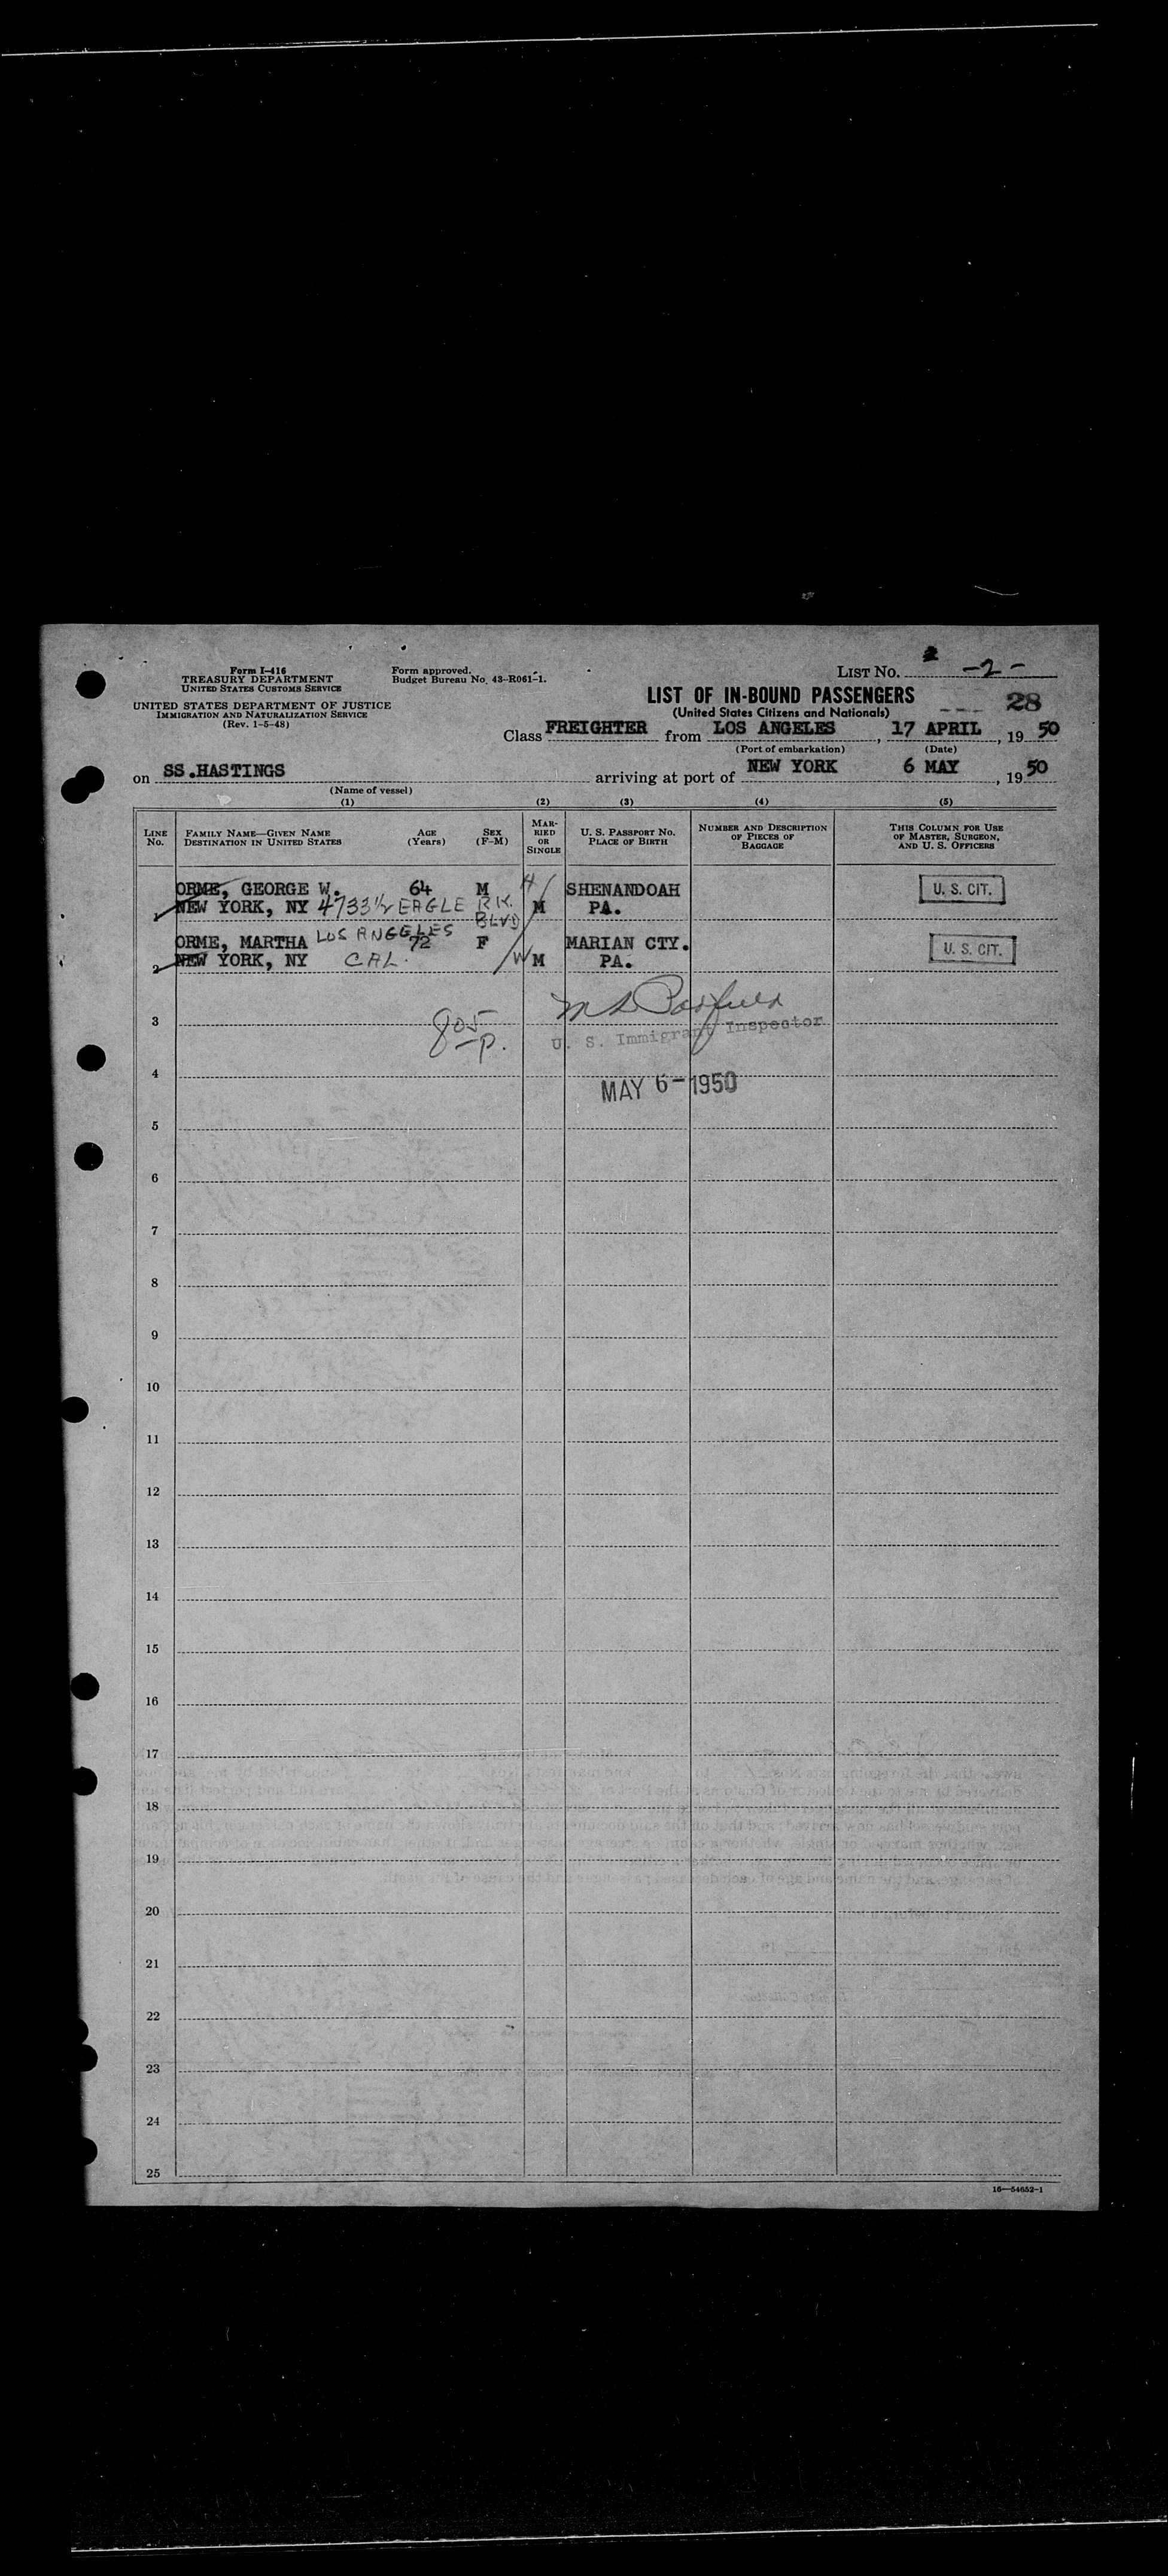 Form I-416
TREASURY DEPARTMENT
UNITED STATES CUSTOMS SERVICE
UNITED STATES DEPARTMENT OF JUSTICE
IMMIGRATION AND NATURALIZATION SERVICE
(Rev. 1-5-48)
Form approved.
Budget Bureau No. 43-R061-1.
LIST NO. -2-
LIST OF IN-BOUND PASSENGERS
28
(United States Citizens and Nationals)
Class FREIGHTER from LOS ANGELES, 17 APRIL, 1950
(Port of embarkation) (Date)
on SS.HASTINGS arriving at port of NEW YORK 6 MAY, 1950
(Name of vessel)
(1) (2) (3) (4) (5)
LINE No.
FAMILY NAME—GIVEN NAME
DESTINATION IN UNITED STATES
AGE (Years)
SEX (F-M)
MARRIED OR SINGLE
U. S. PASSPORT NO.
PLACE OF BIRTH
NUMBER AND DESCRIPTION OF PIECES OF BAGGAGE
THIS COLUMN FOR USE OF MASTER, SURGEON, AND U. S. OFFICERS
ORME, GEORGE W. 64 M H SHENANDOAH U. S. CIT.
NEW YORK, NY 4733½ EAGLE RK. BLVD M PA.
ORME, MARTHA LOS ANGELES 72 F MARIAN CTY. U. S. CIT.
2 NEW YORK, NY CAL. W M PA.
3
805 p.
U. S. Immigrant Inspector
4
MAY 6-1950
5
6
7
8
9
10
11
12
13
14
15
16
17
18
19
20
21
22
23
24
25
16—54652-1